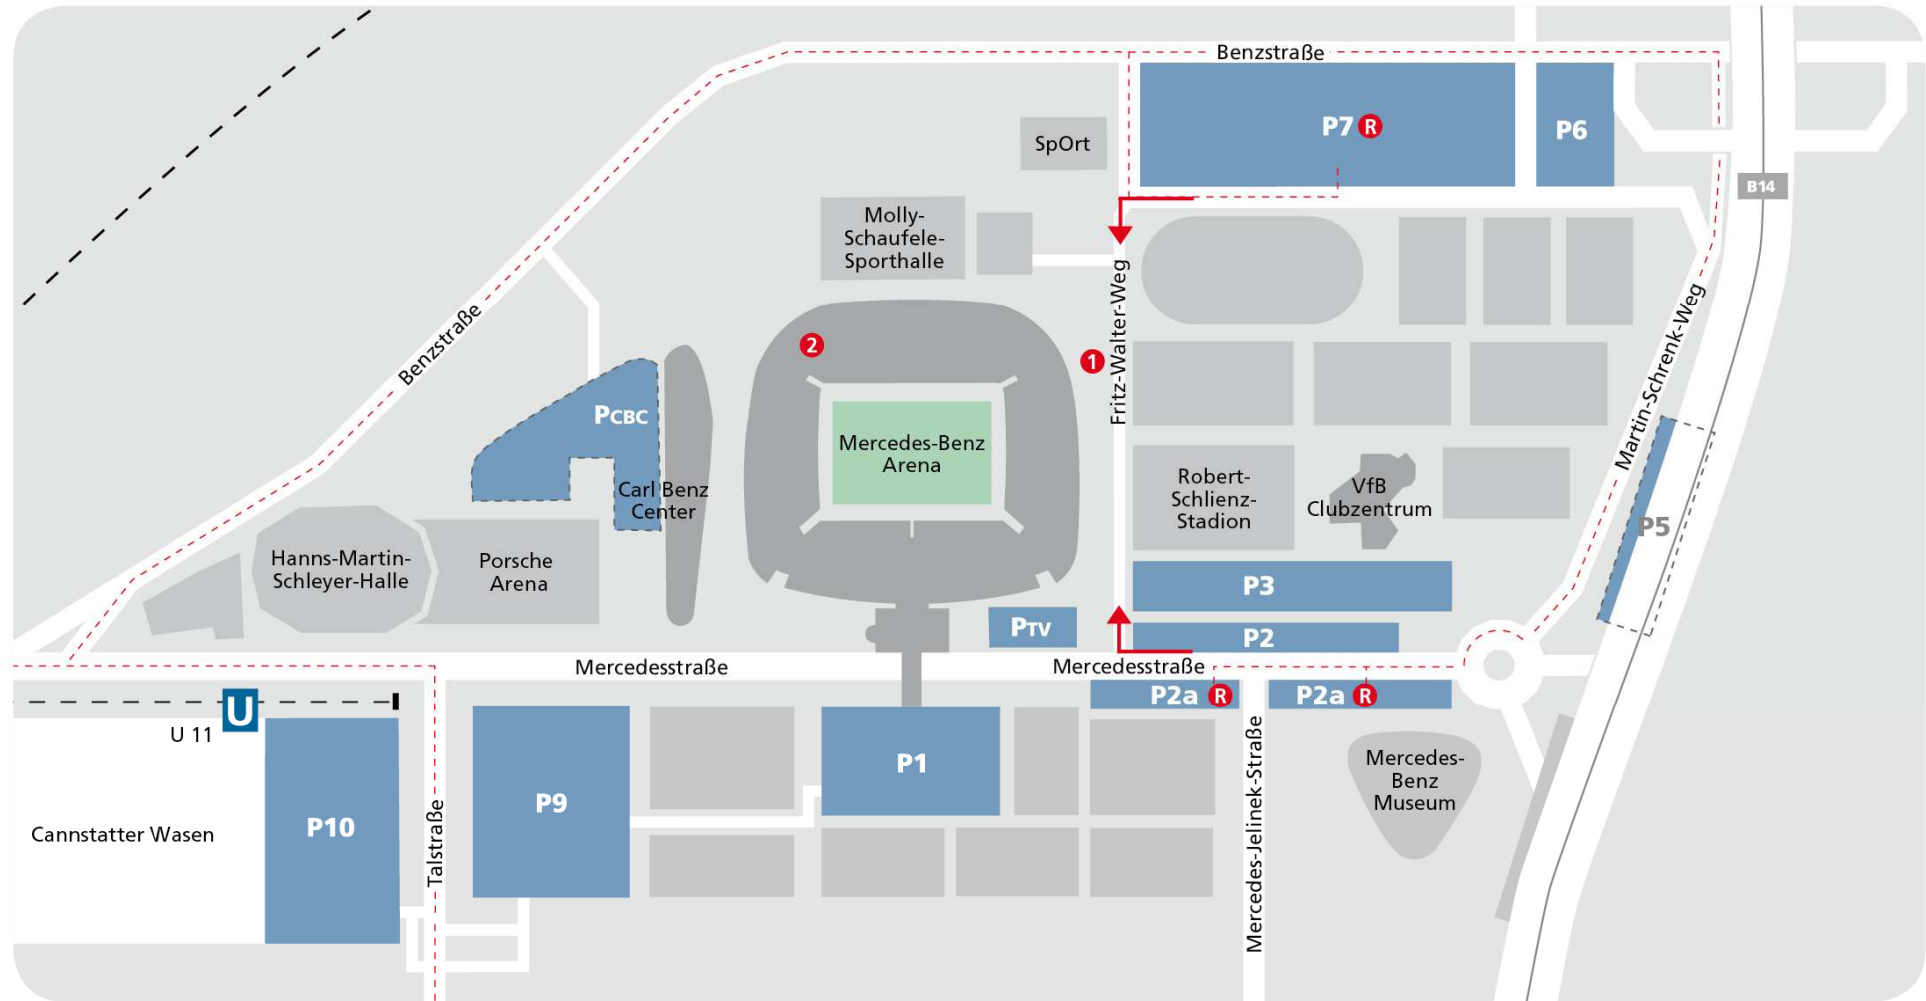 Benzstraße
P7 R
P6
SpOrt
B14
Molly-
Schaufele-
Sporthalle
Fritz-Walter-Weg
Martin-Schrenk-Weg
Benzstraße
2
1
PCBC
Mercedes-Benz
Arena
Carl Benz
Center
Robert-
Schlienz-
Stadion
VfB
Clubzentrum
P5
Hanns-Martin-
Schleyer-Halle
Porsche
Arena
P3
PTV
P2
Mercedesstraße
Mercedesstraße
P2a R
P2a R
U
U 11
P1
P9
P10
Cannstatter Wasen
Talstraße
Mercedes-Jelinek-Straße
Mercedes-
Benz
Museum